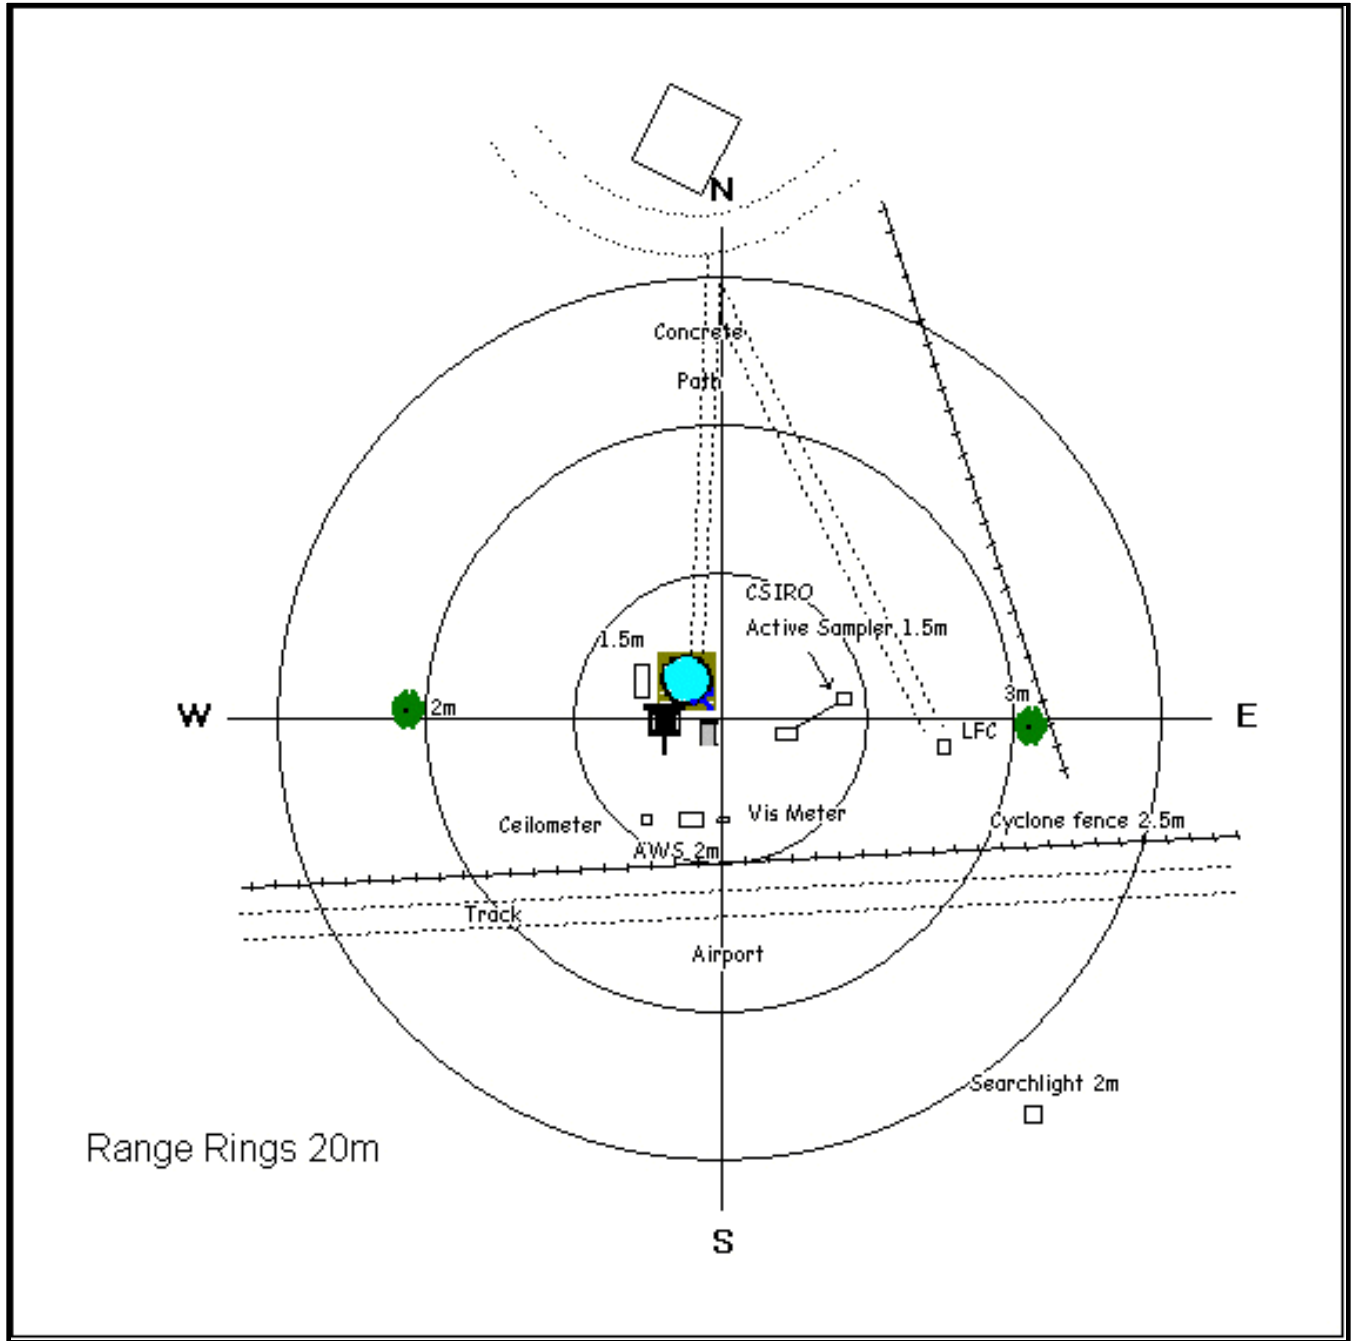 N
Concrete
Path
CSIRO
Active Sampler 1.5m
1.5m
W
2m
3m
E
LFC
Ceilometer
Vis Meter
Cyclone fence 2.5m
AWS 2m
Track
Airport
Searchlight 2m
Range Rings 20m
S